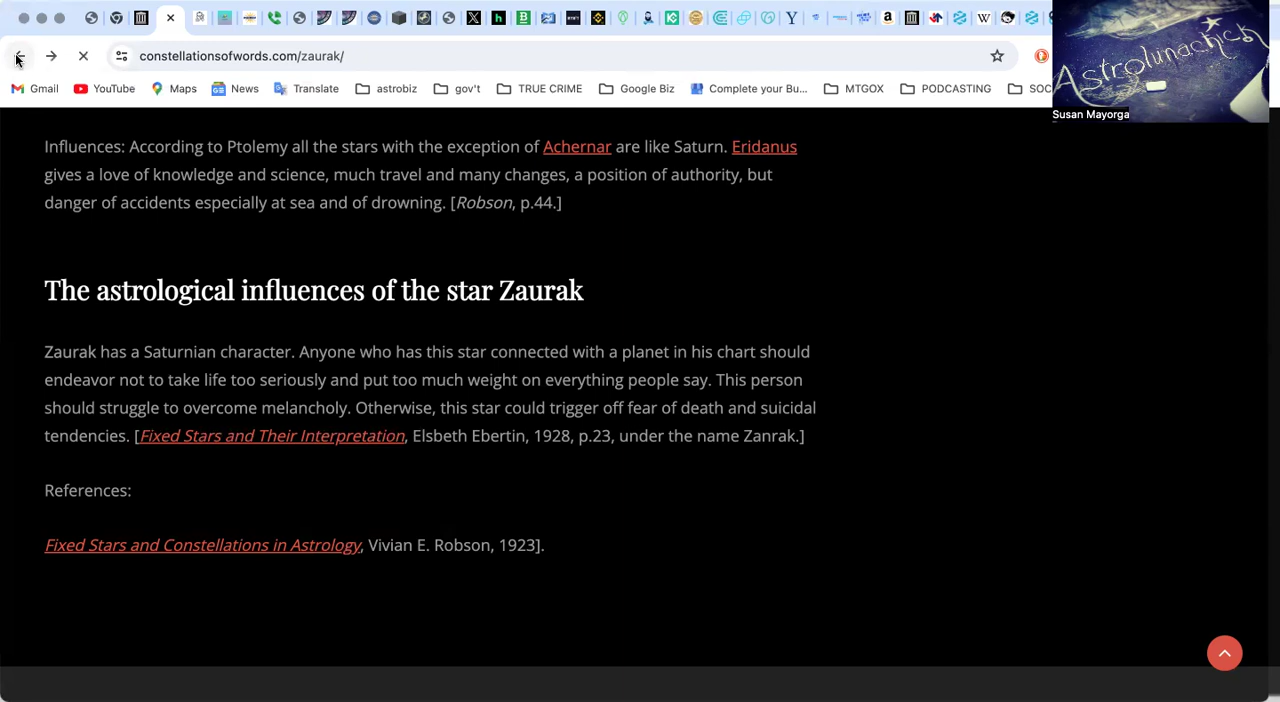 constellationsofwords.com/zaurak/
Gmail YouTube Maps News Translate astrobiz gov't TRUE CRIME Google Biz Complete your Bu... MTGOX PODCASTING SOC
Astrolunachick
Susan Mayorga
Influences: According to Ptolemy all the stars with the exception of Achernar are like Saturn. Eridanus
gives a love of knowledge and science, much travel and many changes, a position of authority, but
danger of accidents especially at sea and of drowning. [Robson, p.44.]
The astrological influences of the star Zaurak
Zaurak has a Saturnian character. Anyone who has this star connected with a planet in his chart should
endeavor not to take life too seriously and put too much weight on everything people say. This person
should struggle to overcome melancholy. Otherwise, this star could trigger off fear of death and suicidal
tendencies. [Fixed Stars and Their Interpretation, Elsbeth Ebertin, 1928, p.23, under the name Zanrak.]
References:
Fixed Stars and Constellations in Astrology, Vivian E. Robson, 1923].